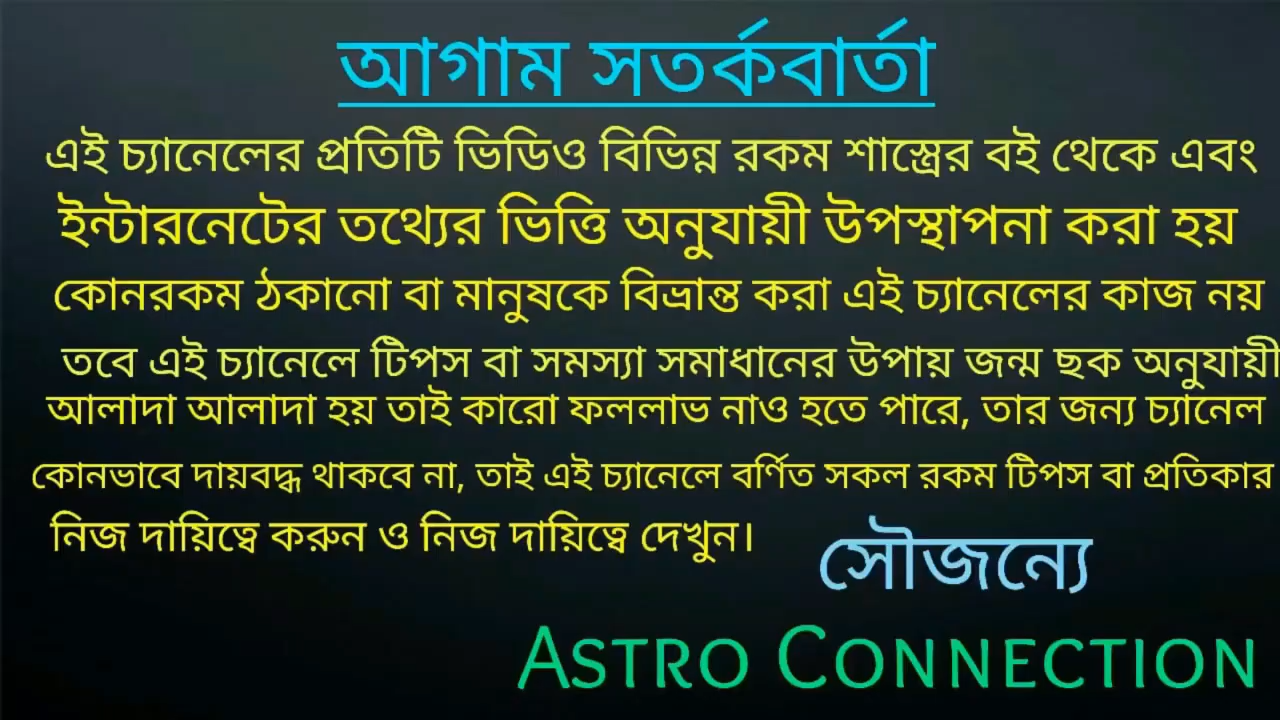 আগাম সতর্কবার্তা
এই চ্যানেলের প্রতিটি ভিডিও বিভিন্ন রকম শাস্ত্রের বই থেকে এবং
ইন্টারনেটের তথ্যের ভিত্তি অনুযায়ী উপস্থাপনা করা হয়
কোনরকম ঠকানো বা মানুষকে বিভ্রান্ত করা এই চ্যানেলের কাজ নয়
তবে এই চ্যানেলে টিপস বা সমস্যা সমাধানের উপায় জন্ম ছক অনুযায়ী
আলাদা আলাদা হয় তাই কারো ফললাভ নাও হতে পারে, তার জন্য চ্যানেল
কোনভাবে দায়বদ্ধ থাকবে না, তাই এই চ্যানেলে বর্ণিত সকল রকম টিপস বা প্রতিকার
নিজ দায়িত্বে করুন ও নিজ দায়িত্বে দেখুন।
সৌজন্যে
ASTRO CONNECTION